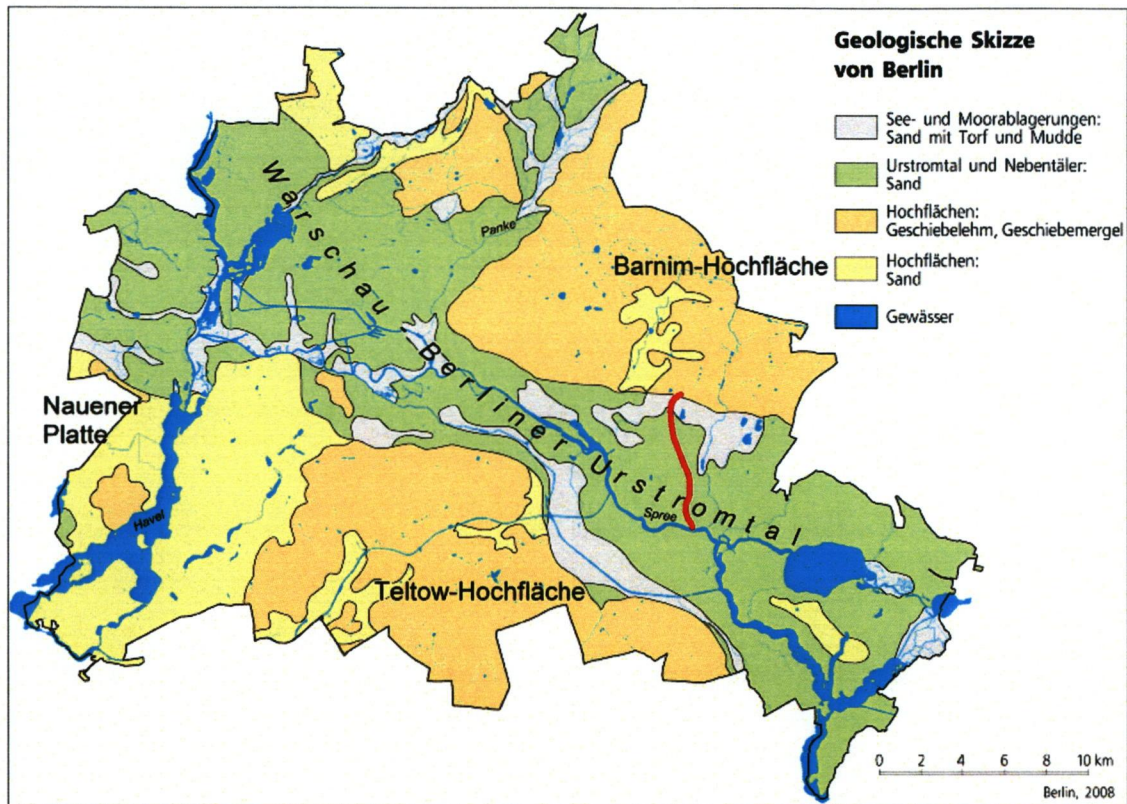 Geologische Skizze
von Berlin
See- und Moorablagerungen:
Sand mit Torf und Mudde
Urstromtal und Nebentäler:
Sand
Hochflächen:
Geschiebelehm, Geschiebemergel
Hochflächen:
Sand
Gewässer
Warschau - Berliner Urstromtal
Panke
Barnim-Hochfläche
Nauener
Platte
Havel
Spree
Teltow-Hochfläche
0 2 4 6 8 10 km
Berlin, 2008